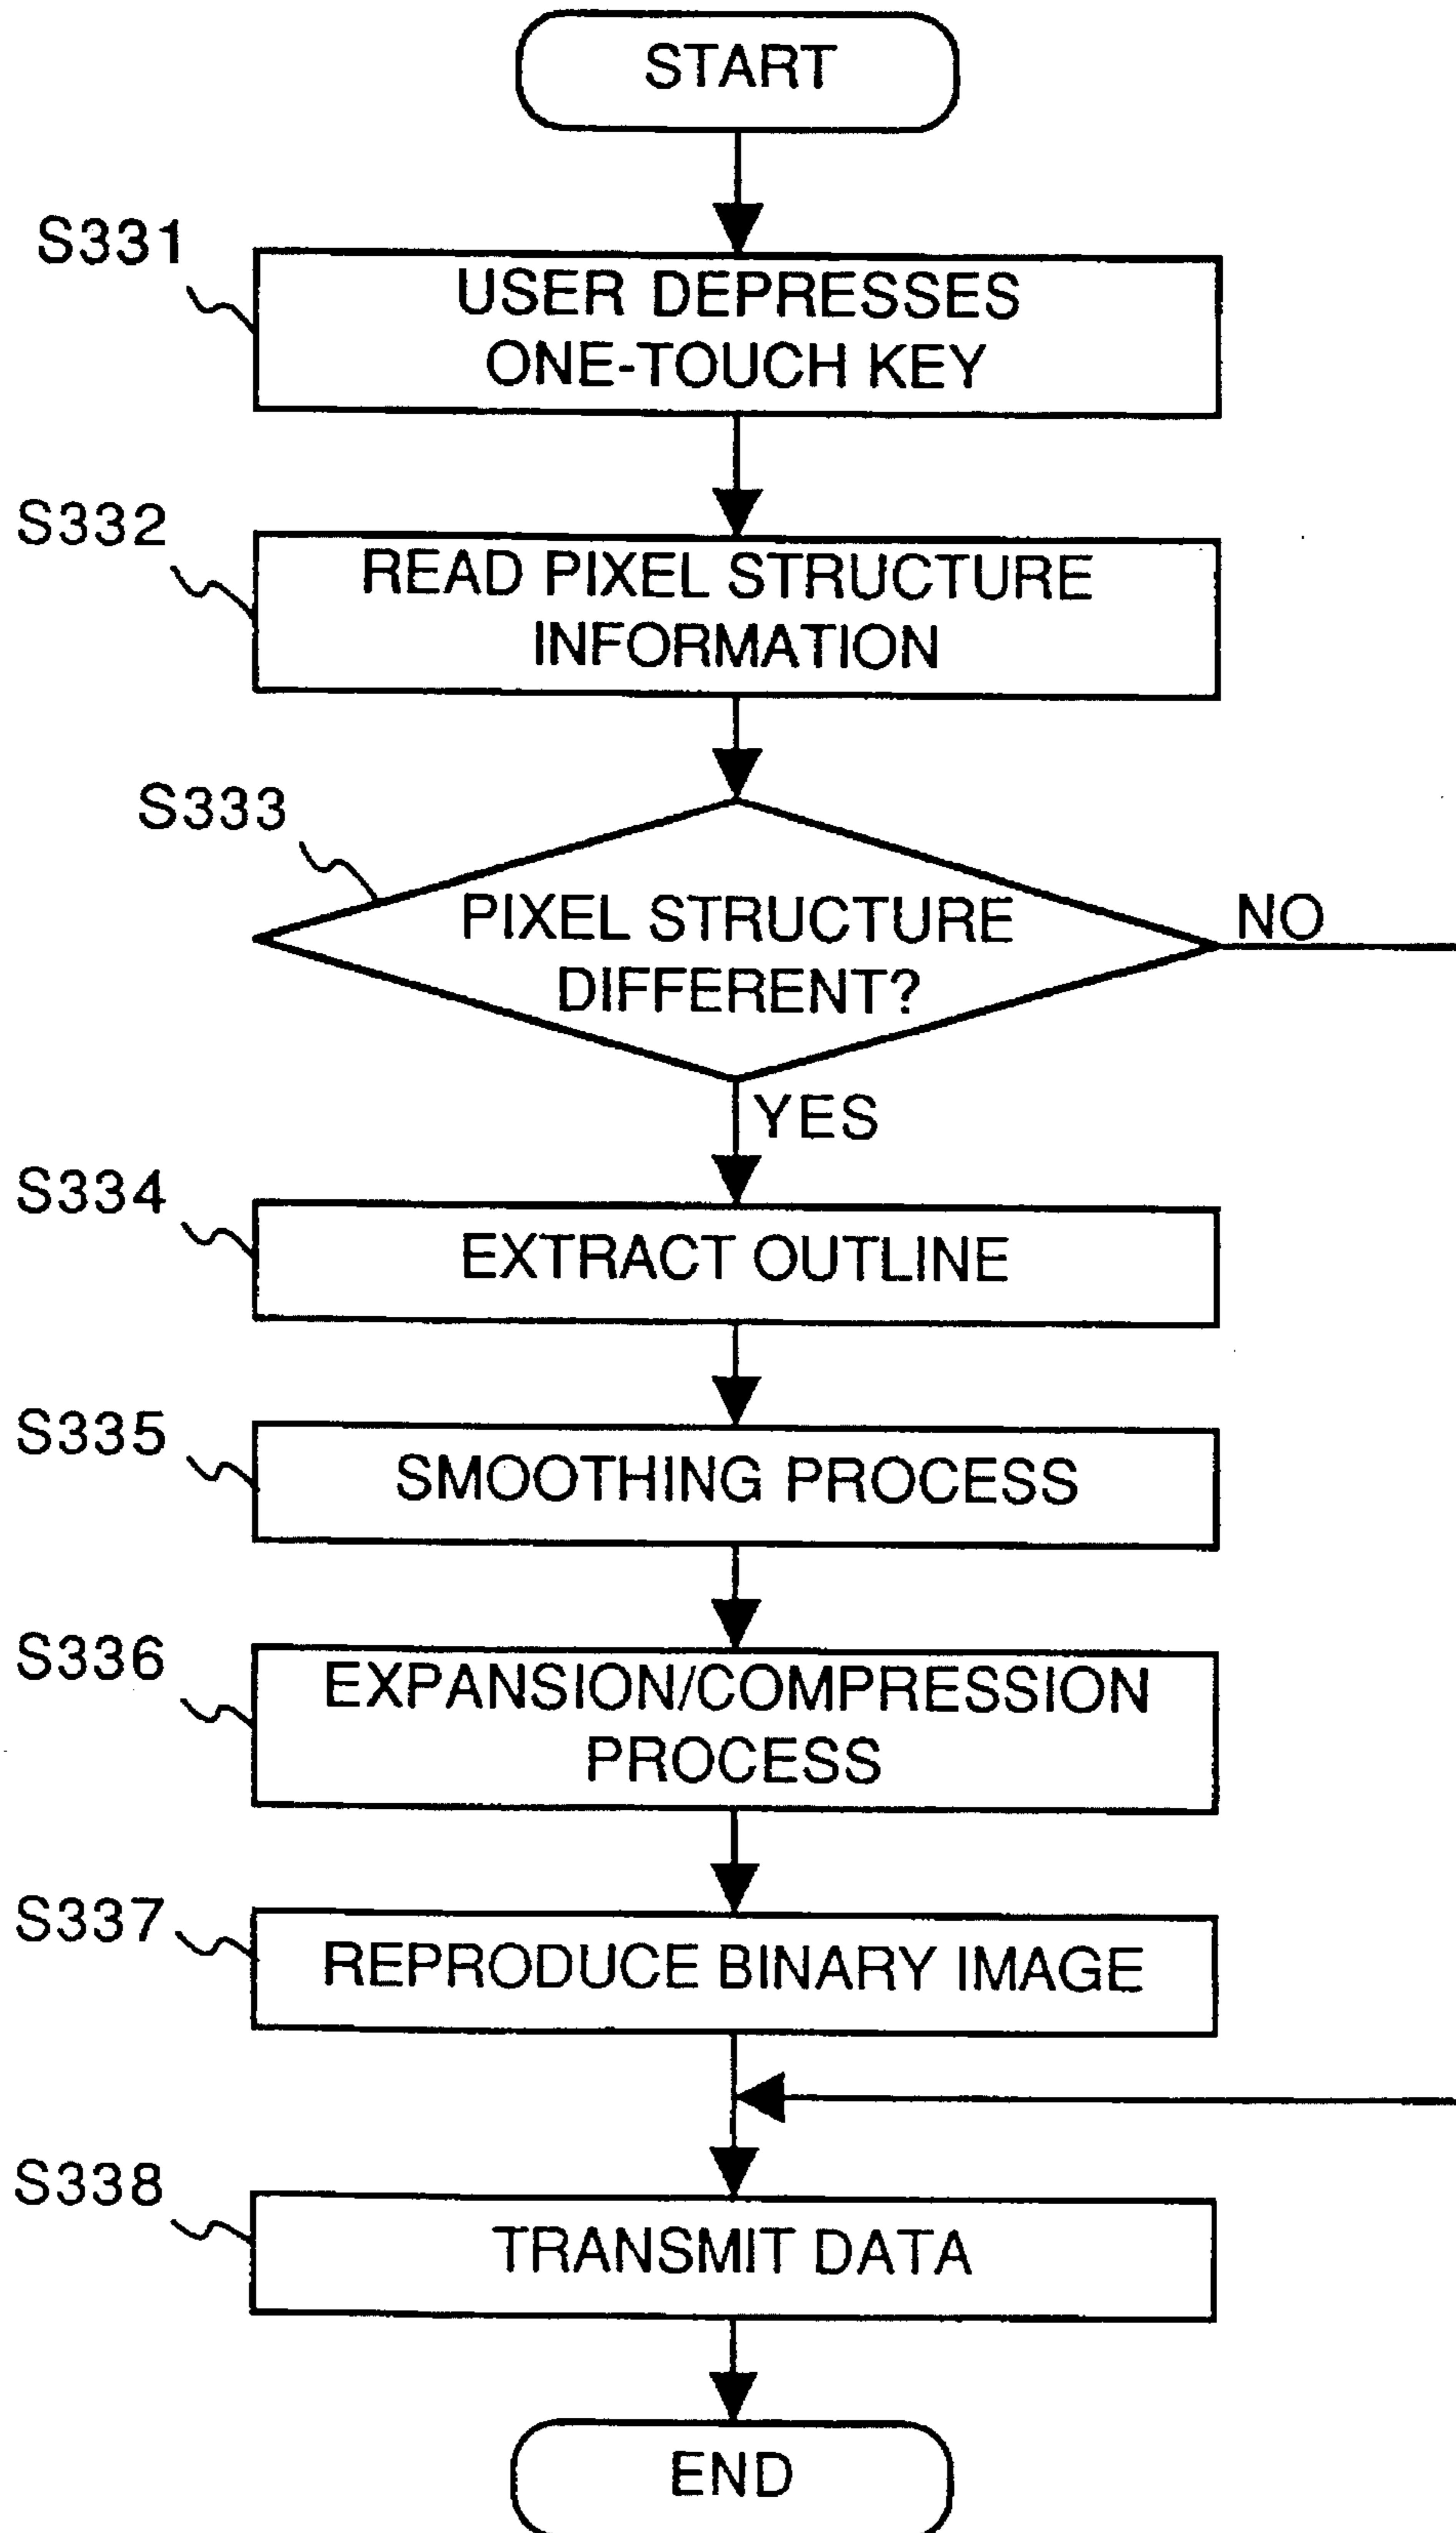 START
S331
USER DEPRESSES
ONE-TOUCH KEY
S332
READ PIXEL STRUCTURE
INFORMATION
S333
PIXEL STRUCTURE
DIFFERENT?
NO
YES
S334
EXTRACT OUTLINE
S335
SMOOTHING PROCESS
S336
EXPANSION/COMPRESSION
PROCESS
S337
REPRODUCE BINARY IMAGE
S338
TRANSMIT DATA
END